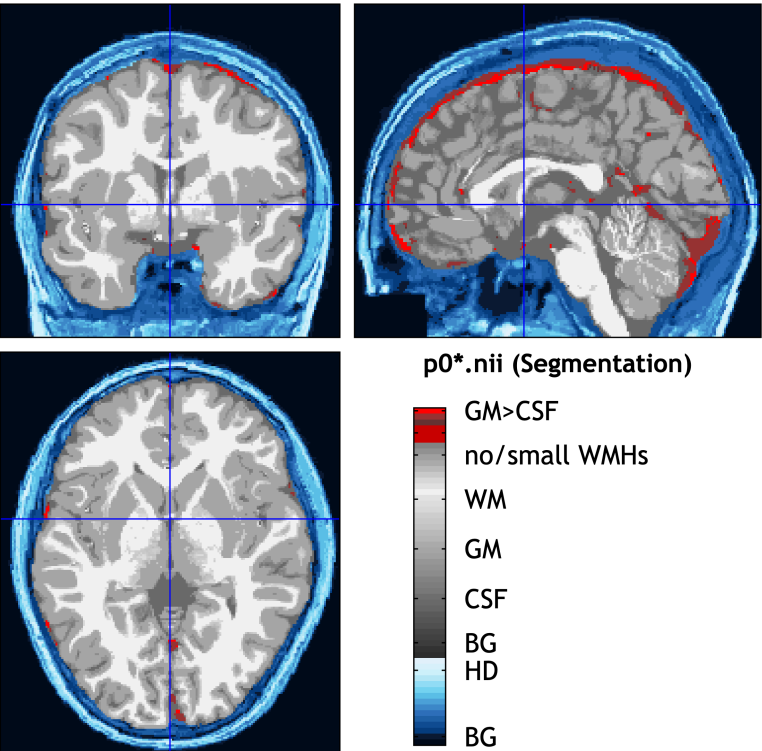 p0*.nii (Segmentation)
GM>CSF
no/small WMHs
WM
GM
CSF
BG
HD
BG